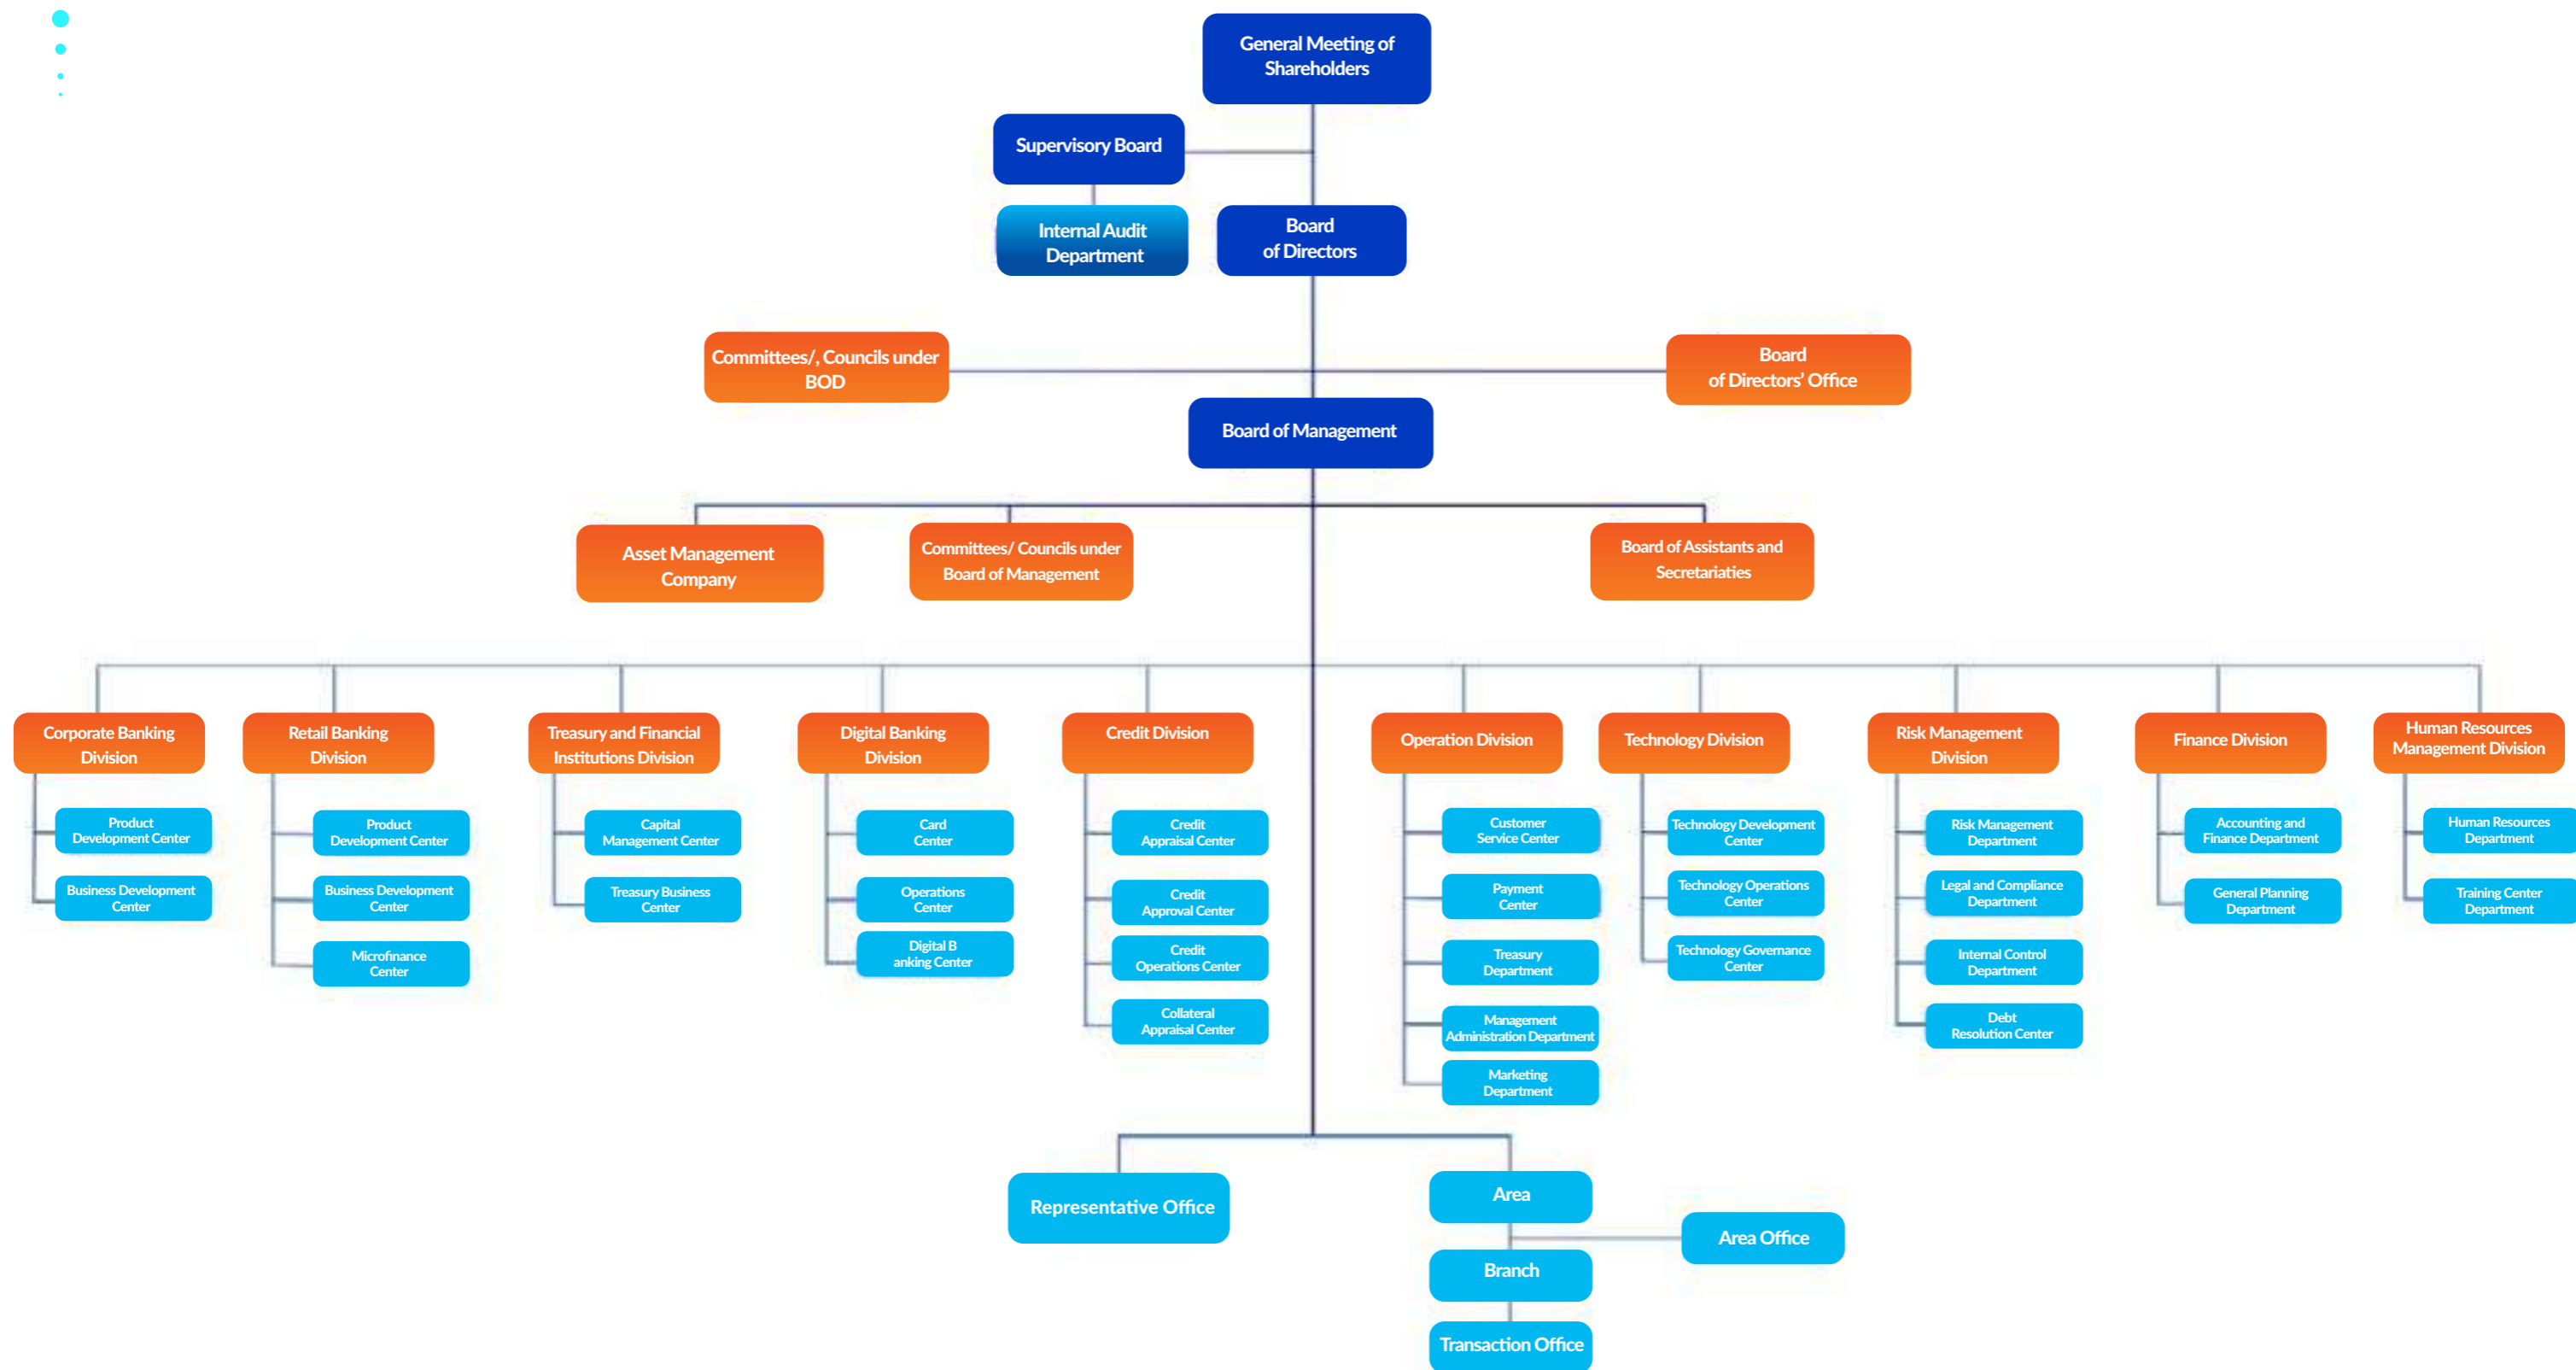 General Meeting of
Shareholders
Supervisory Board
Internal Audit
Department
Board
of Directors
Committees/, Councils under
BOD
Board
of Directors’ Office
Board of Management
Asset Management
Company
Committees/ Councils under
Board of Management
Board of Assistants and
Secretariaties
Corporate Banking
Division
Product
Development Center
Business Development
Center
Retail Banking
Division
Product
Development Center
Business Development
Center
Microfinance
Center
Treasury and Financial
Institutions Division
Capital
Management Center
Treasury Business
Center
Digital Banking
Division
Card
Center
Operations
Center
Digital B
anking Center
Credit Division
Credit
Appraisal Center
Credit
Approval Center
Credit
Operations Center
Collateral
Appraisal Center
Operation Division
Customer
Service Center
Payment
Center
Treasury
Department
Management
Administration Department
Marketing
Department
Technology Division
Technology Development
Center
Technology Operations
Center
Technology Governance
Center
Risk Management
Division
Risk Management
Department
Legal and Compliance
Department
Internal Control
Department
Debt
Resolution Center
Finance Division
Accounting and
Finance Department
General Planning
Department
Human Resources
Management Division
Human Resources
Department
Training Center
Department
Representative Office
Area
Area Office
Branch
Transaction Office